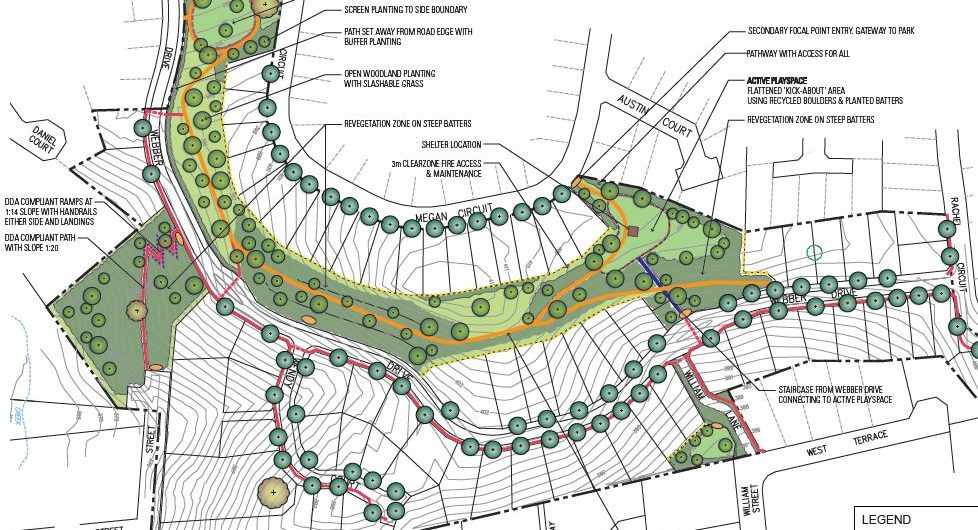 SCREEN PLANTING TO SIDE BOUNDARY
PATH SET AWAY FROM ROAD EDGE WITH
BUFFER PLANTING
OPEN WOODLAND PLANTING
WITH SLASHABLE GRASS
REVEGETATION ZONE ON STEEP BATTERS
SHELTER LOCATION
3m CLEARZONE FIRE ACCESS
& MAINTENANCE
SECONDARY FOCAL POINT ENTRY. GATEWAY TO PARK
PATHWAY WITH ACCESS FOR ALL
ACTIVE PLAYSPACE
FLATTENED 'KICK-ABOUT' AREA
USING RECYCLED BOULDERS & PLANTED BATTERS
REVEGETATION ZONE ON STEEP BATTERS
DRIVE
CIRCUIT
DANIEL
COURT
WEBBER
AUSTIN COURT
MEGAN CIRCUIT
DDA COMPLIANT RAMPS AT
1:14 SLOPE WITH HANDRAILS
EITHER SIDE AND LANDINGS
DDA COMPLIANT PATH
WITH SLOPE 1:20
RACHEL
CIRCUIT
WEBBER DRIVE
DRIVE
402
402
CREEK
STAIRCASE FROM WEBBER DRIVE
CONNECTING TO ACTIVE PLAYSPACE
WILLIAM
LANE
WEST TERRACE
STREET
WILLIAM
STREET
STREET
LEGEND